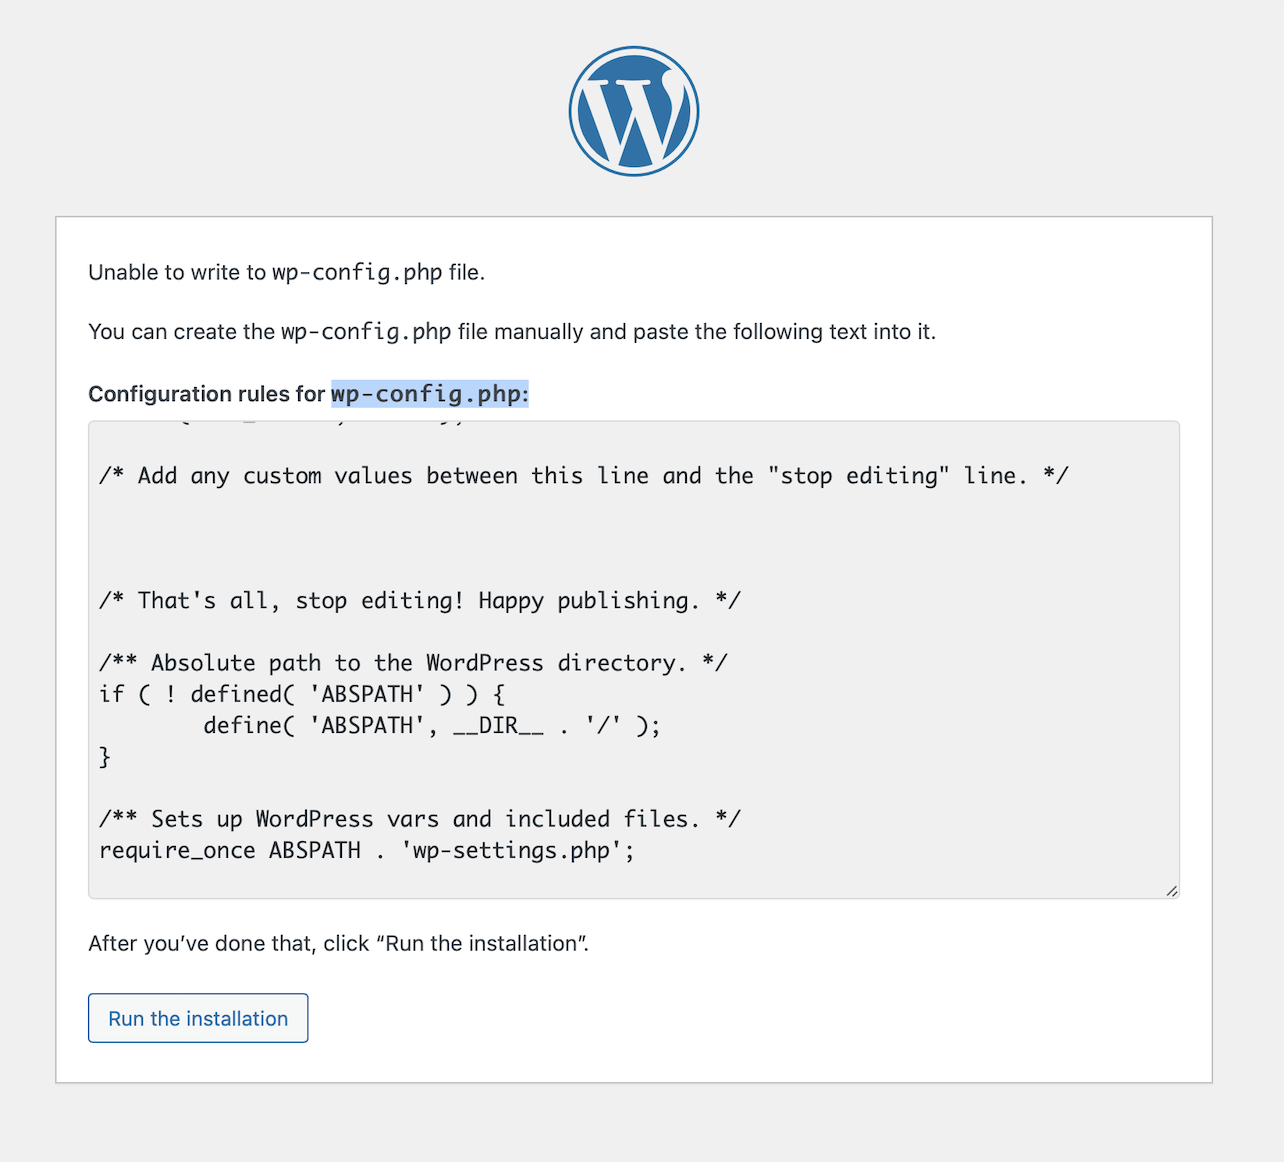 Unable to write to wp-config.php file.
You can create the wp-config.php file manually and paste the following text into it.
Configuration rules for wp-config.php:
/* Add any custom values between this line and the "stop editing" line. */
/* That's all, stop editing! Happy publishing. */
/** Absolute path to the WordPress directory. */
if ( ! defined( 'ABSPATH' ) ) {
define( 'ABSPATH', __DIR__ . '/' );
}
/** Sets up WordPress vars and included files. */
require_once ABSPATH . 'wp-settings.php';
After you’ve done that, click “Run the installation”.
Run the installation